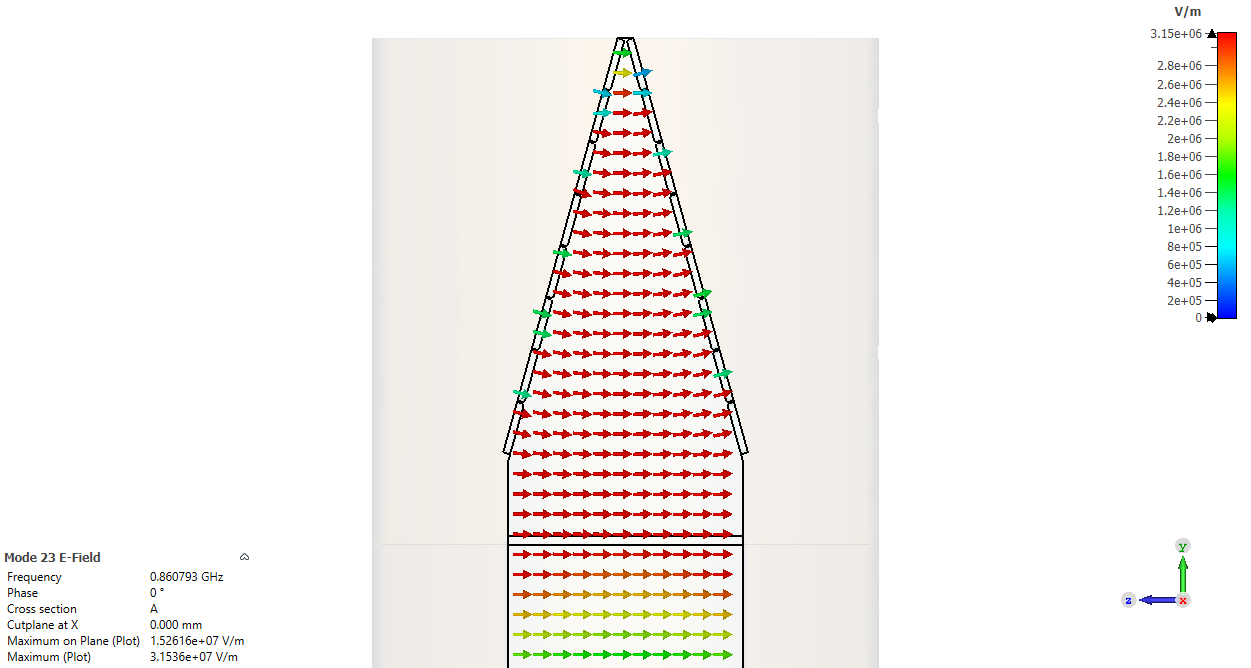 V/m
3.15e+06
2.8e+06
2.6e+06
2.4e+06
2.2e+06
2e+06
1.8e+06
1.6e+06
1.4e+06
1.2e+06
1e+06
8e+05
6e+05
4e+05
2e+05
0
Mode 23 E-Field
Frequency 0.860793 GHz
Phase 0 °
Cross section A
Cutplane at X 0.000 mm
Maximum on Plane (Plot) 1.52616e+07 V/m
Maximum (Plot) 3.1536e+07 V/m
y
z x